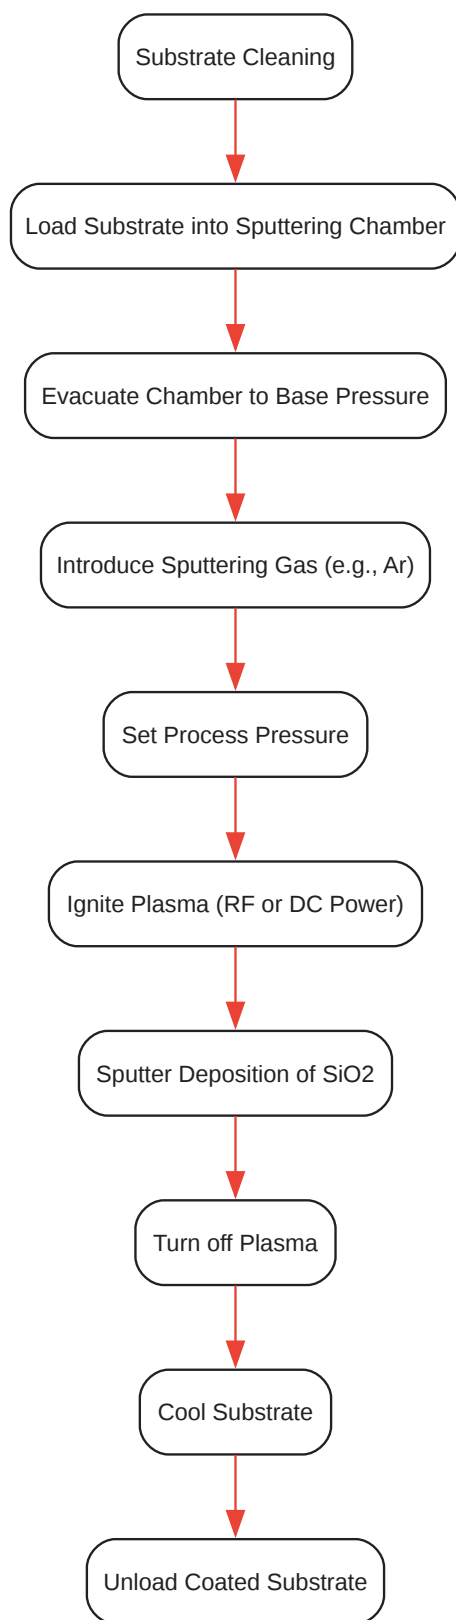 Substrate Cleaning
Load Substrate into Sputtering Chamber
Evacuate Chamber to Base Pressure
Introduce Sputtering Gas (e.g., Ar)
Set Process Pressure
Ignite Plasma (RF or DC Power)
Sputter Deposition of SiO2
Turn off Plasma
Cool Substrate
Unload Coated Substrate